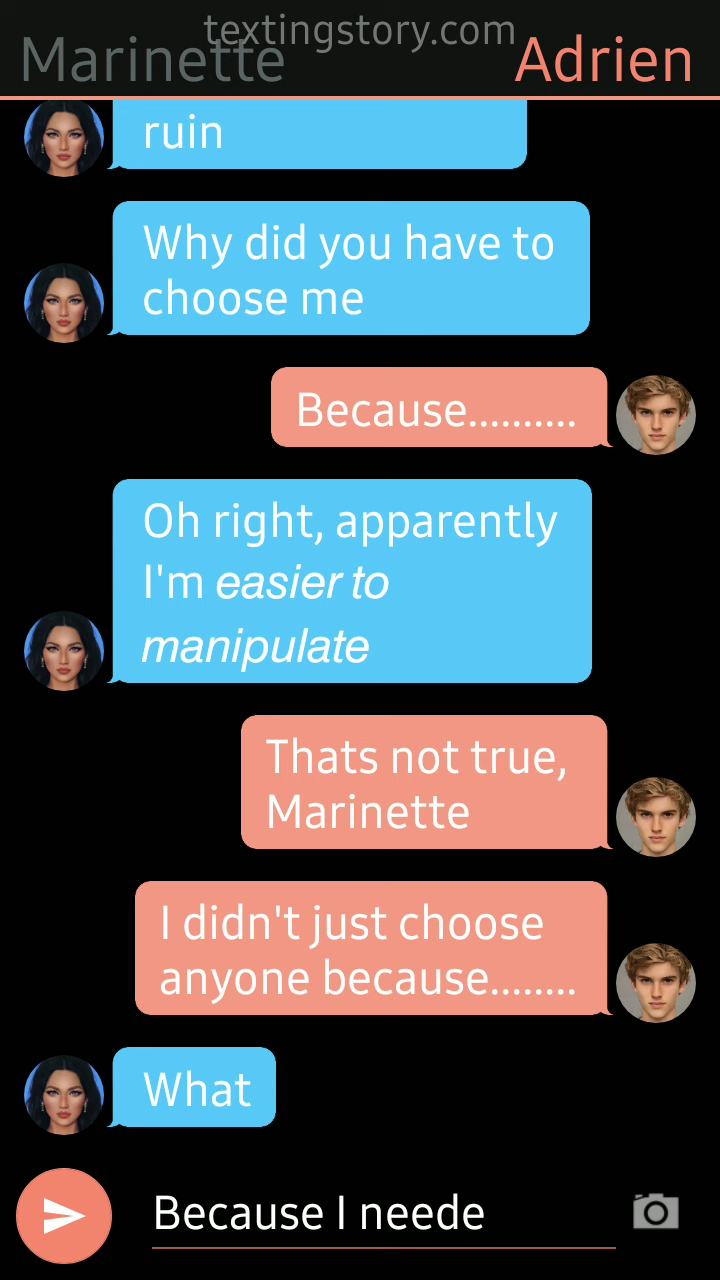 textingstory.com
Marinette
Adrien
ruin
Why did you have to
choose me
Because..........
Oh right, apparently
I'm easier to
manipulate
Thats not true,
Marinette
I didn't just choose
anyone because........
What
Because I neede